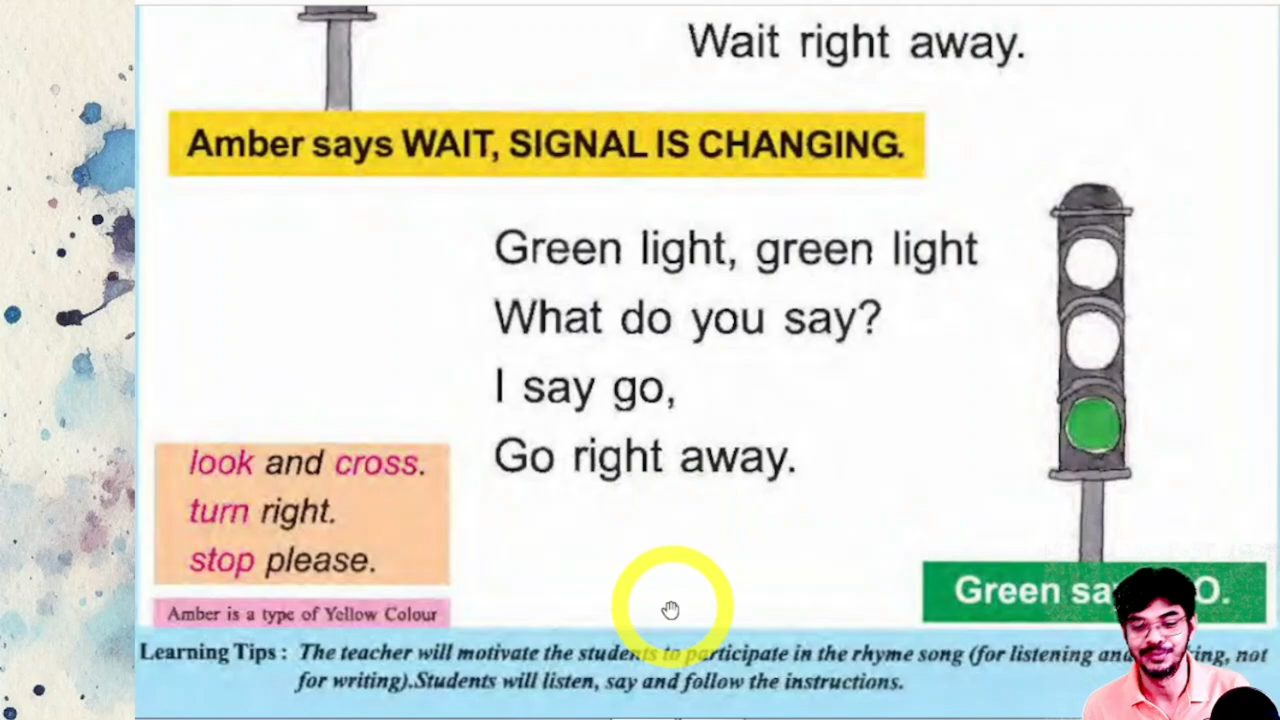 Wait right away.
Amber says WAIT, SIGNAL IS CHANGING.
Green light, green light
What do you say?
I say go,
Go right away.
look and cross.
turn right.
stop please.
Amber is a type of Yellow Colour
Green O.
Learning Tips : The teacher will motivate the students to participate in the rhyme song (for listening and not
for writing).Students will listen, say and follow the instructions.